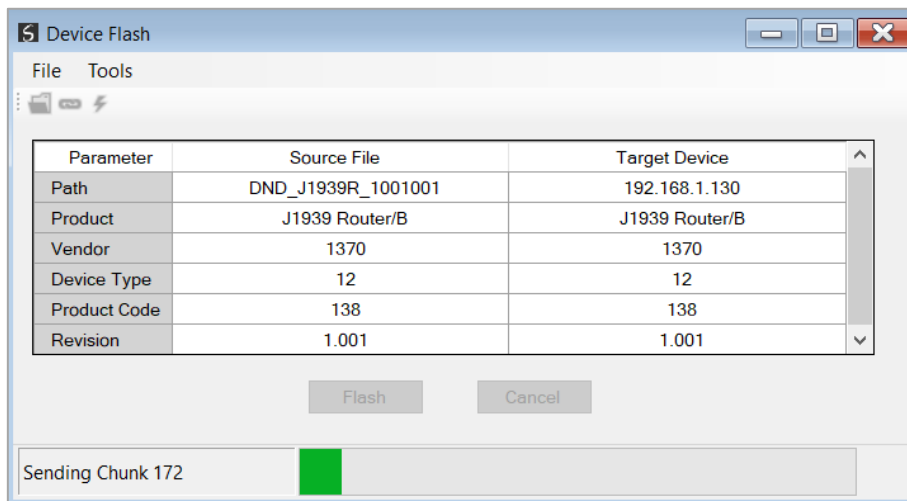 Device Flash
File Tools
Parameter Source File Target Device
Path DND_J1939R_1001001 192.168.1.130
Product J1939 Router/B J1939 Router/B
Vendor 1370 1370
Device Type 12 12
Product Code 138 138
Revision 1.001 1.001
Flash Cancel
Sending Chunk 172